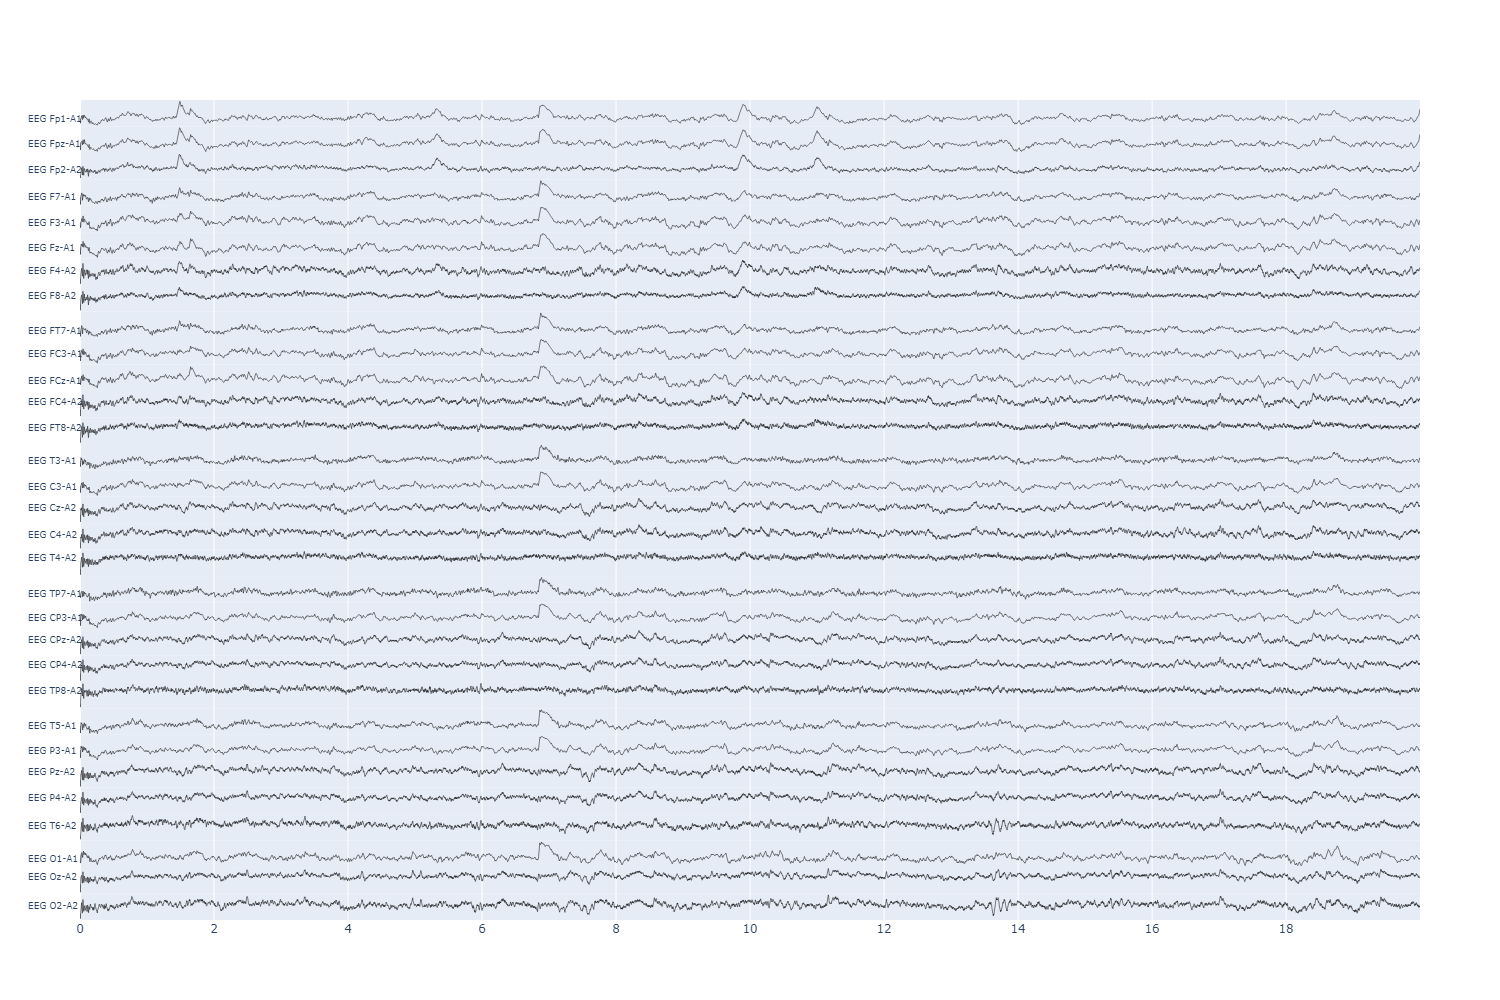 EEG Fp1-A1
EEG Fpz-A1
EEG Fp2-A2
EEG F7-A1
EEG F3-A1
EEG Fz-A1
EEG F4-A2
EEG F8-A2
EEG FT7-A1
EEG FC3-A1
EEG FCz-A1
EEG FC4-A2
EEG FT8-A2
EEG T3-A1
EEG C3-A1
EEG Cz-A2
EEG C4-A2
EEG T4-A2
EEG TP7-A1
EEG CP3-A1
EEG CPz-A2
EEG CP4-A2
EEG TP8-A2
EEG T5-A1
EEG P3-A1
EEG Pz-A2
EEG P4-A2
EEG T6-A2
EEG O1-A1
EEG Oz-A2
EEG O2-A2
0 2 4 6 8 10 12 14 16 18